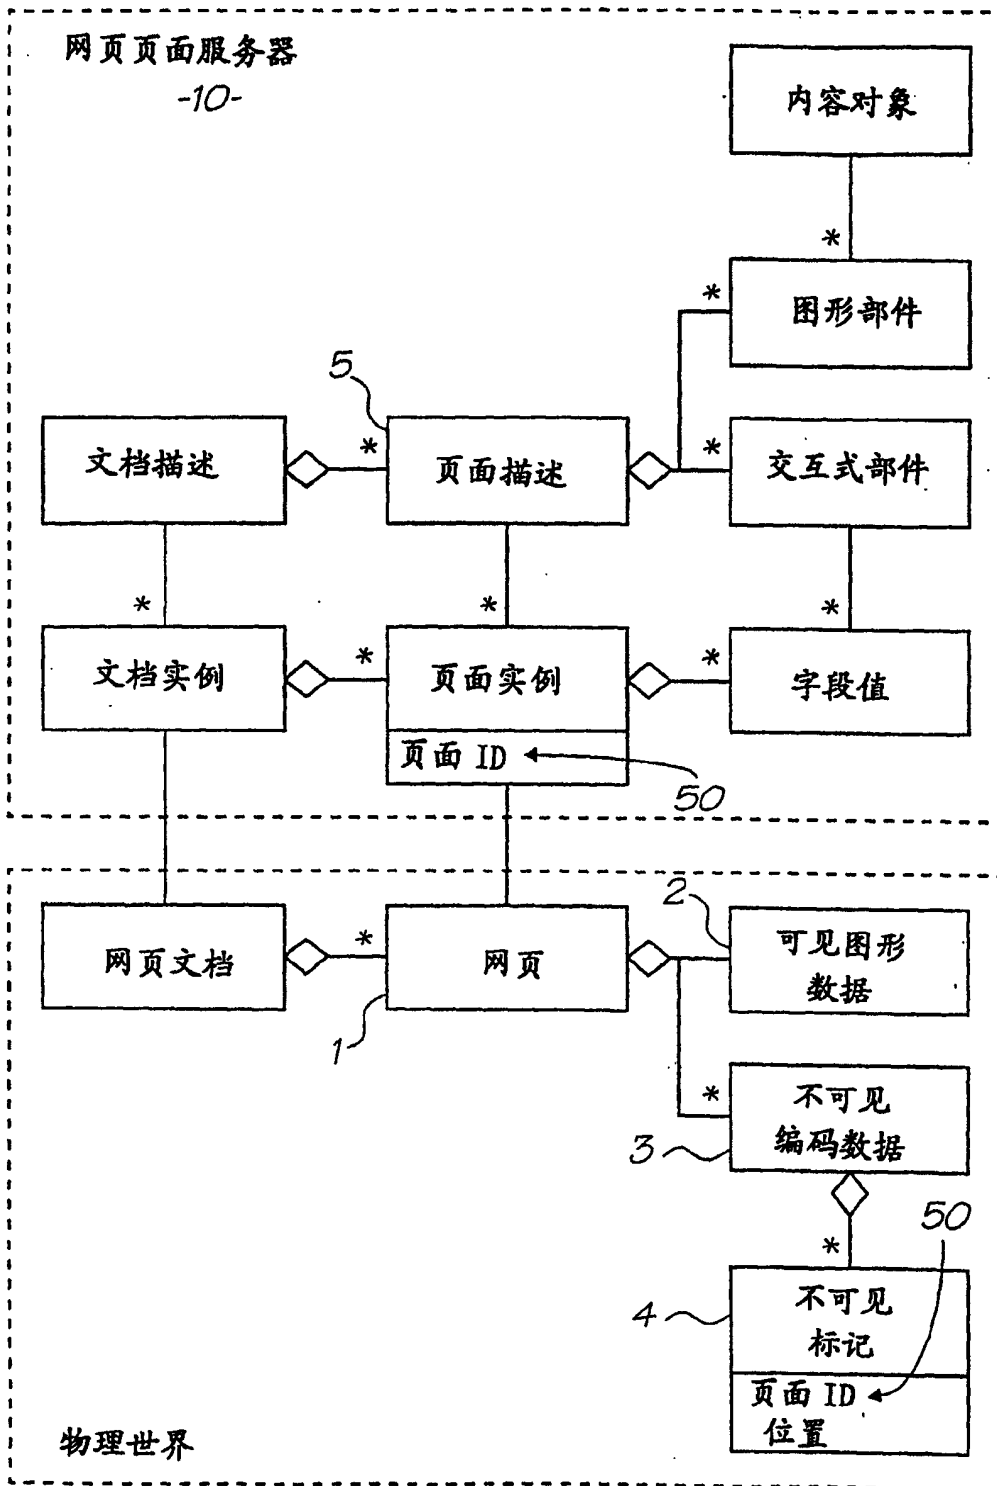 网页页面服务器
-10-
内容对象
*
*
图形部件
5
文档描述
*
页面描述
*
交互式部件
*
*
*
文档实例
*
页面实例
*
字段值
页面 ID
50
2
网页文档
*
网页
可见图形
数据
1
*
不可见
编码数据
3
50
*
4
不可见
标记
页面 ID
位置
物理世界